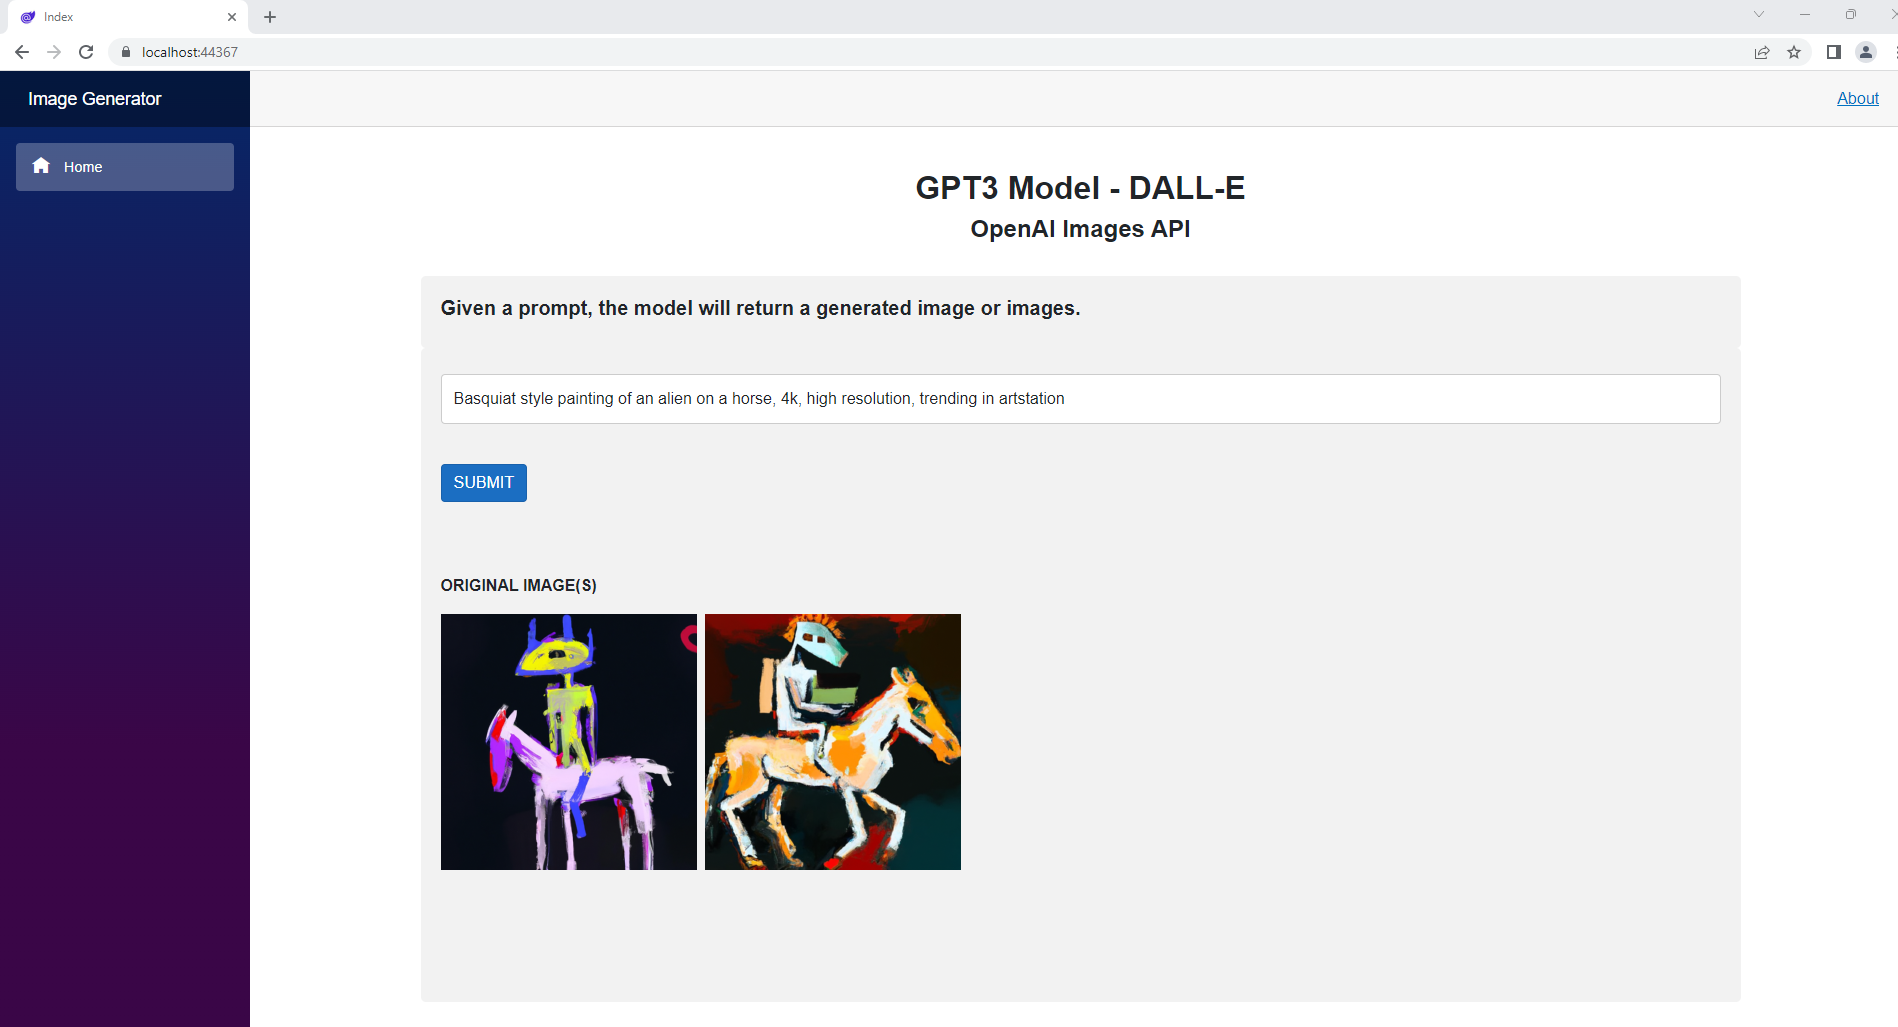 Index
localhost:44367
Image Generator
About
Home
GPT3 Model - DALL-E
OpenAI Images API
Given a prompt, the model will return a generated image or images.
Basquiat style painting of an alien on a horse, 4k, high resolution, trending in artstation
SUBMIT
ORIGINAL IMAGE(S)